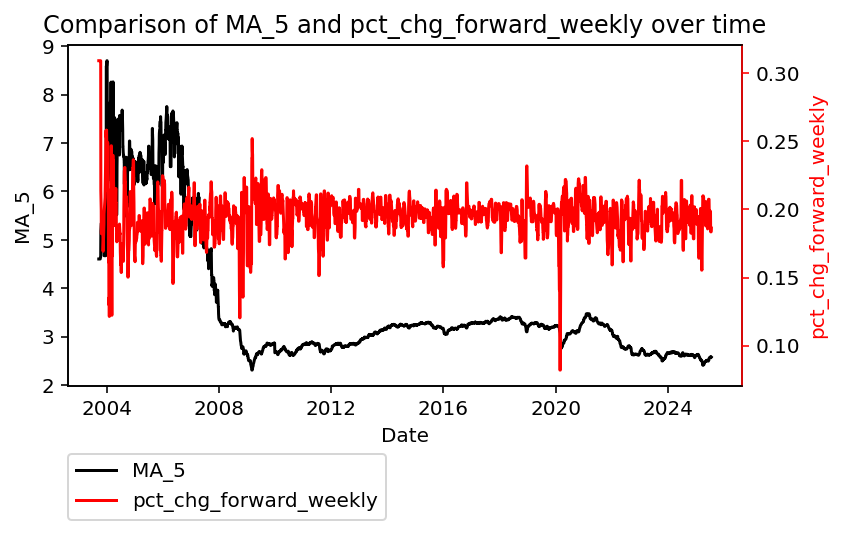 Comparison of MA_5 and pct_chg_forward_weekly over time
9
8
7
6
5
4
3
2
MA_5
0.30
0.25
0.20
0.15
0.10
pct_chg_forward_weekly
2004 2008 2012 2016 2020 2024
Date
MA_5
pct_chg_forward_weekly